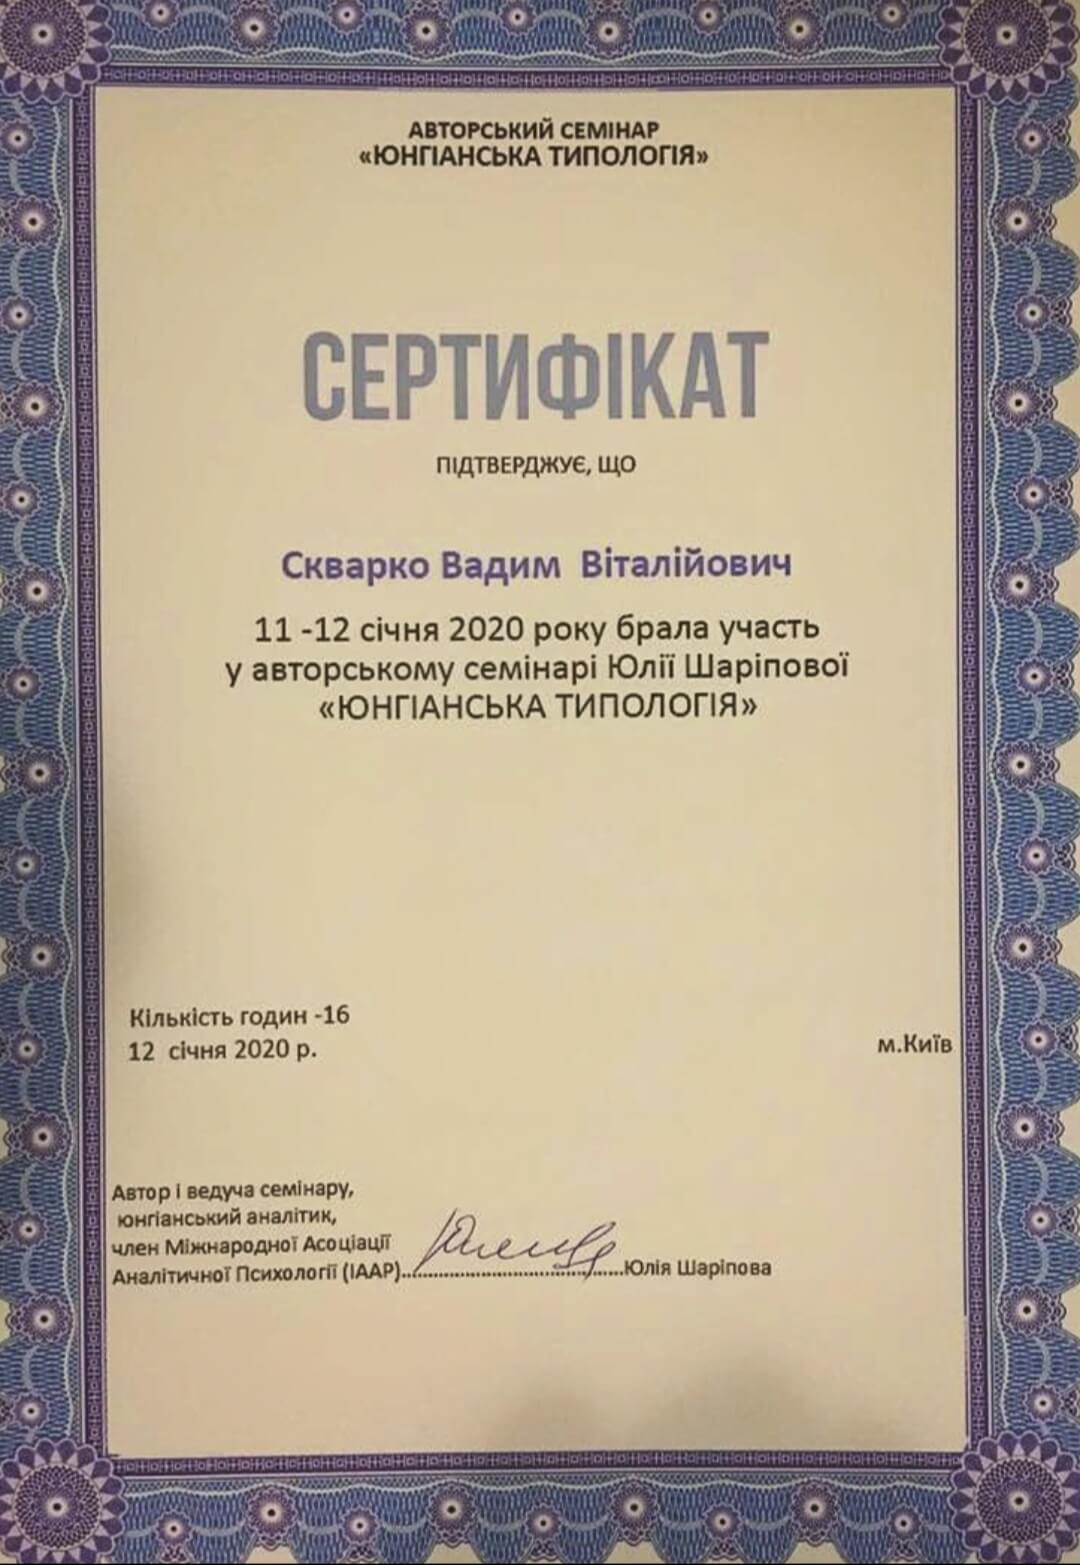 АВТОРСЬКИЙ СЕМІНАР
«ЮНГІАНСЬКА ТИПОЛОГІЯ»
СЕРТИФІКАТ
ПІДТВЕРДЖУЄ, ЩО
Скварко Вадим Віталійович
11 -12 січня 2020 року брала участь
у авторському семінарі Юлії Шаріпової
«ЮНГІАНСЬКА ТИПОЛОГІЯ»
Кількість годин -16
12 січня 2020 р.
м.Київ
Автор і ведуча семінару,
юнгіанський аналітик,
член Міжнародної Асоціації
Аналітичної Психології (IAAP)......................................Юлія Шаріпова